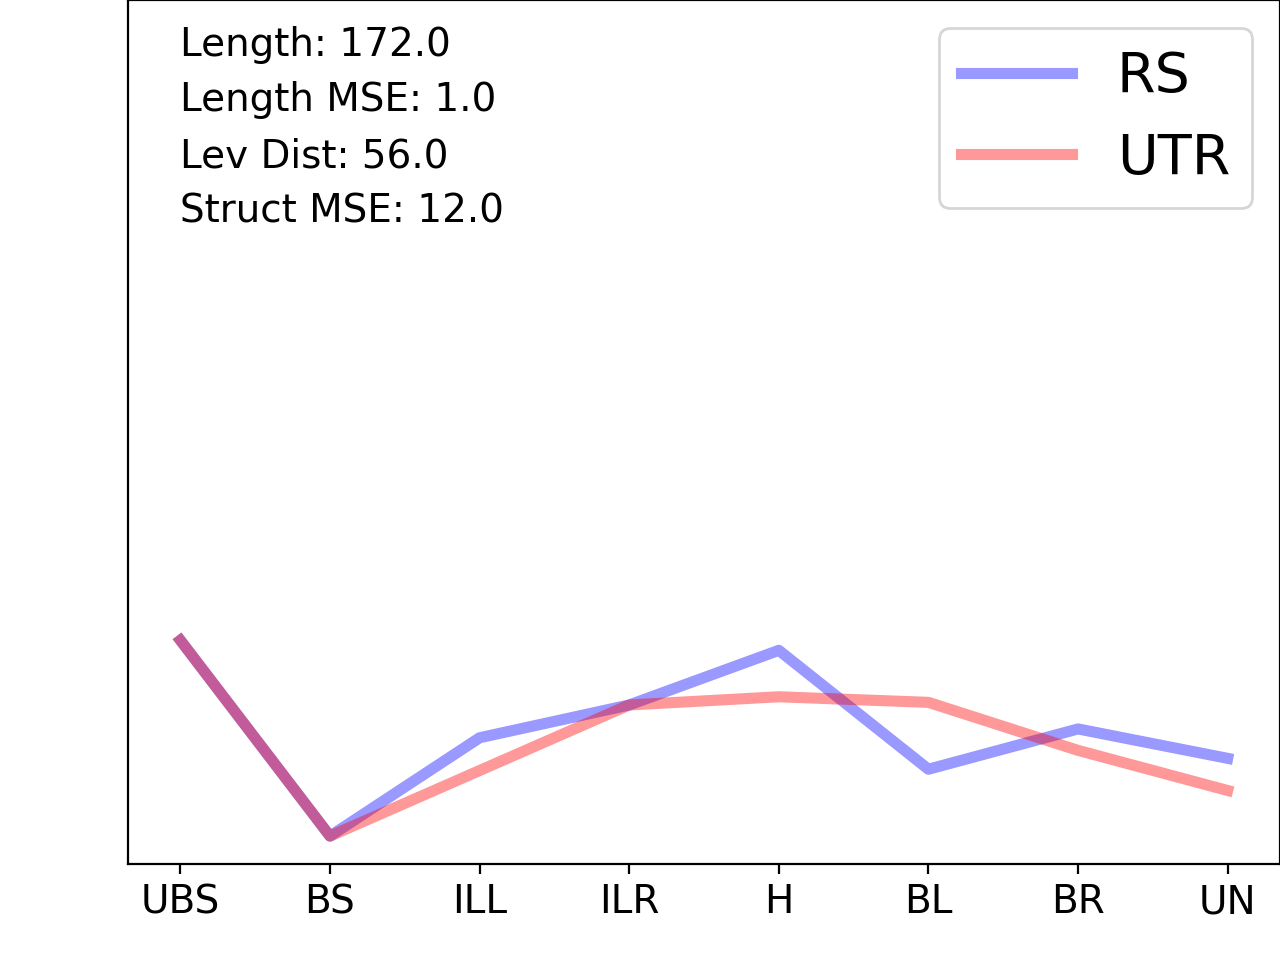 Length: 172.0
Length MSE: 1.0
Lev Dist: 56.0
Struct MSE: 12.0
RS
UTR
UBS BS ILL ILR H BL BR UN